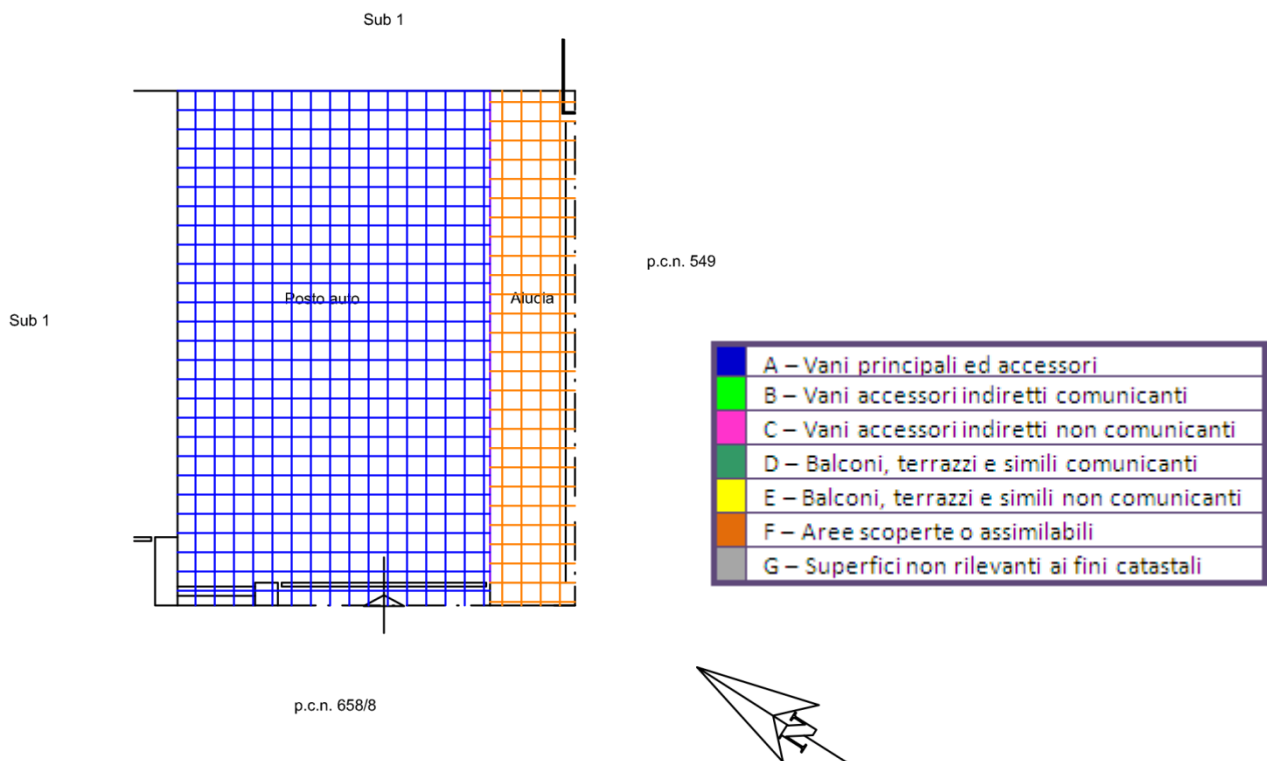 Sub 1
p.c.n. 549
Posto auto
Aiuola
Sub 1
A – Vani principali ed accessori
B – Vani accessori indiretti comunicanti
C – Vani accessori indiretti non comunicanti
D – Balconi, terrazzi e simili comunicanti
E – Balconi, terrazzi e simili non comunicanti
F – Aree scoperte o assimilabili
G – Superfici non rilevanti ai fini catastali
p.c.n. 658/8